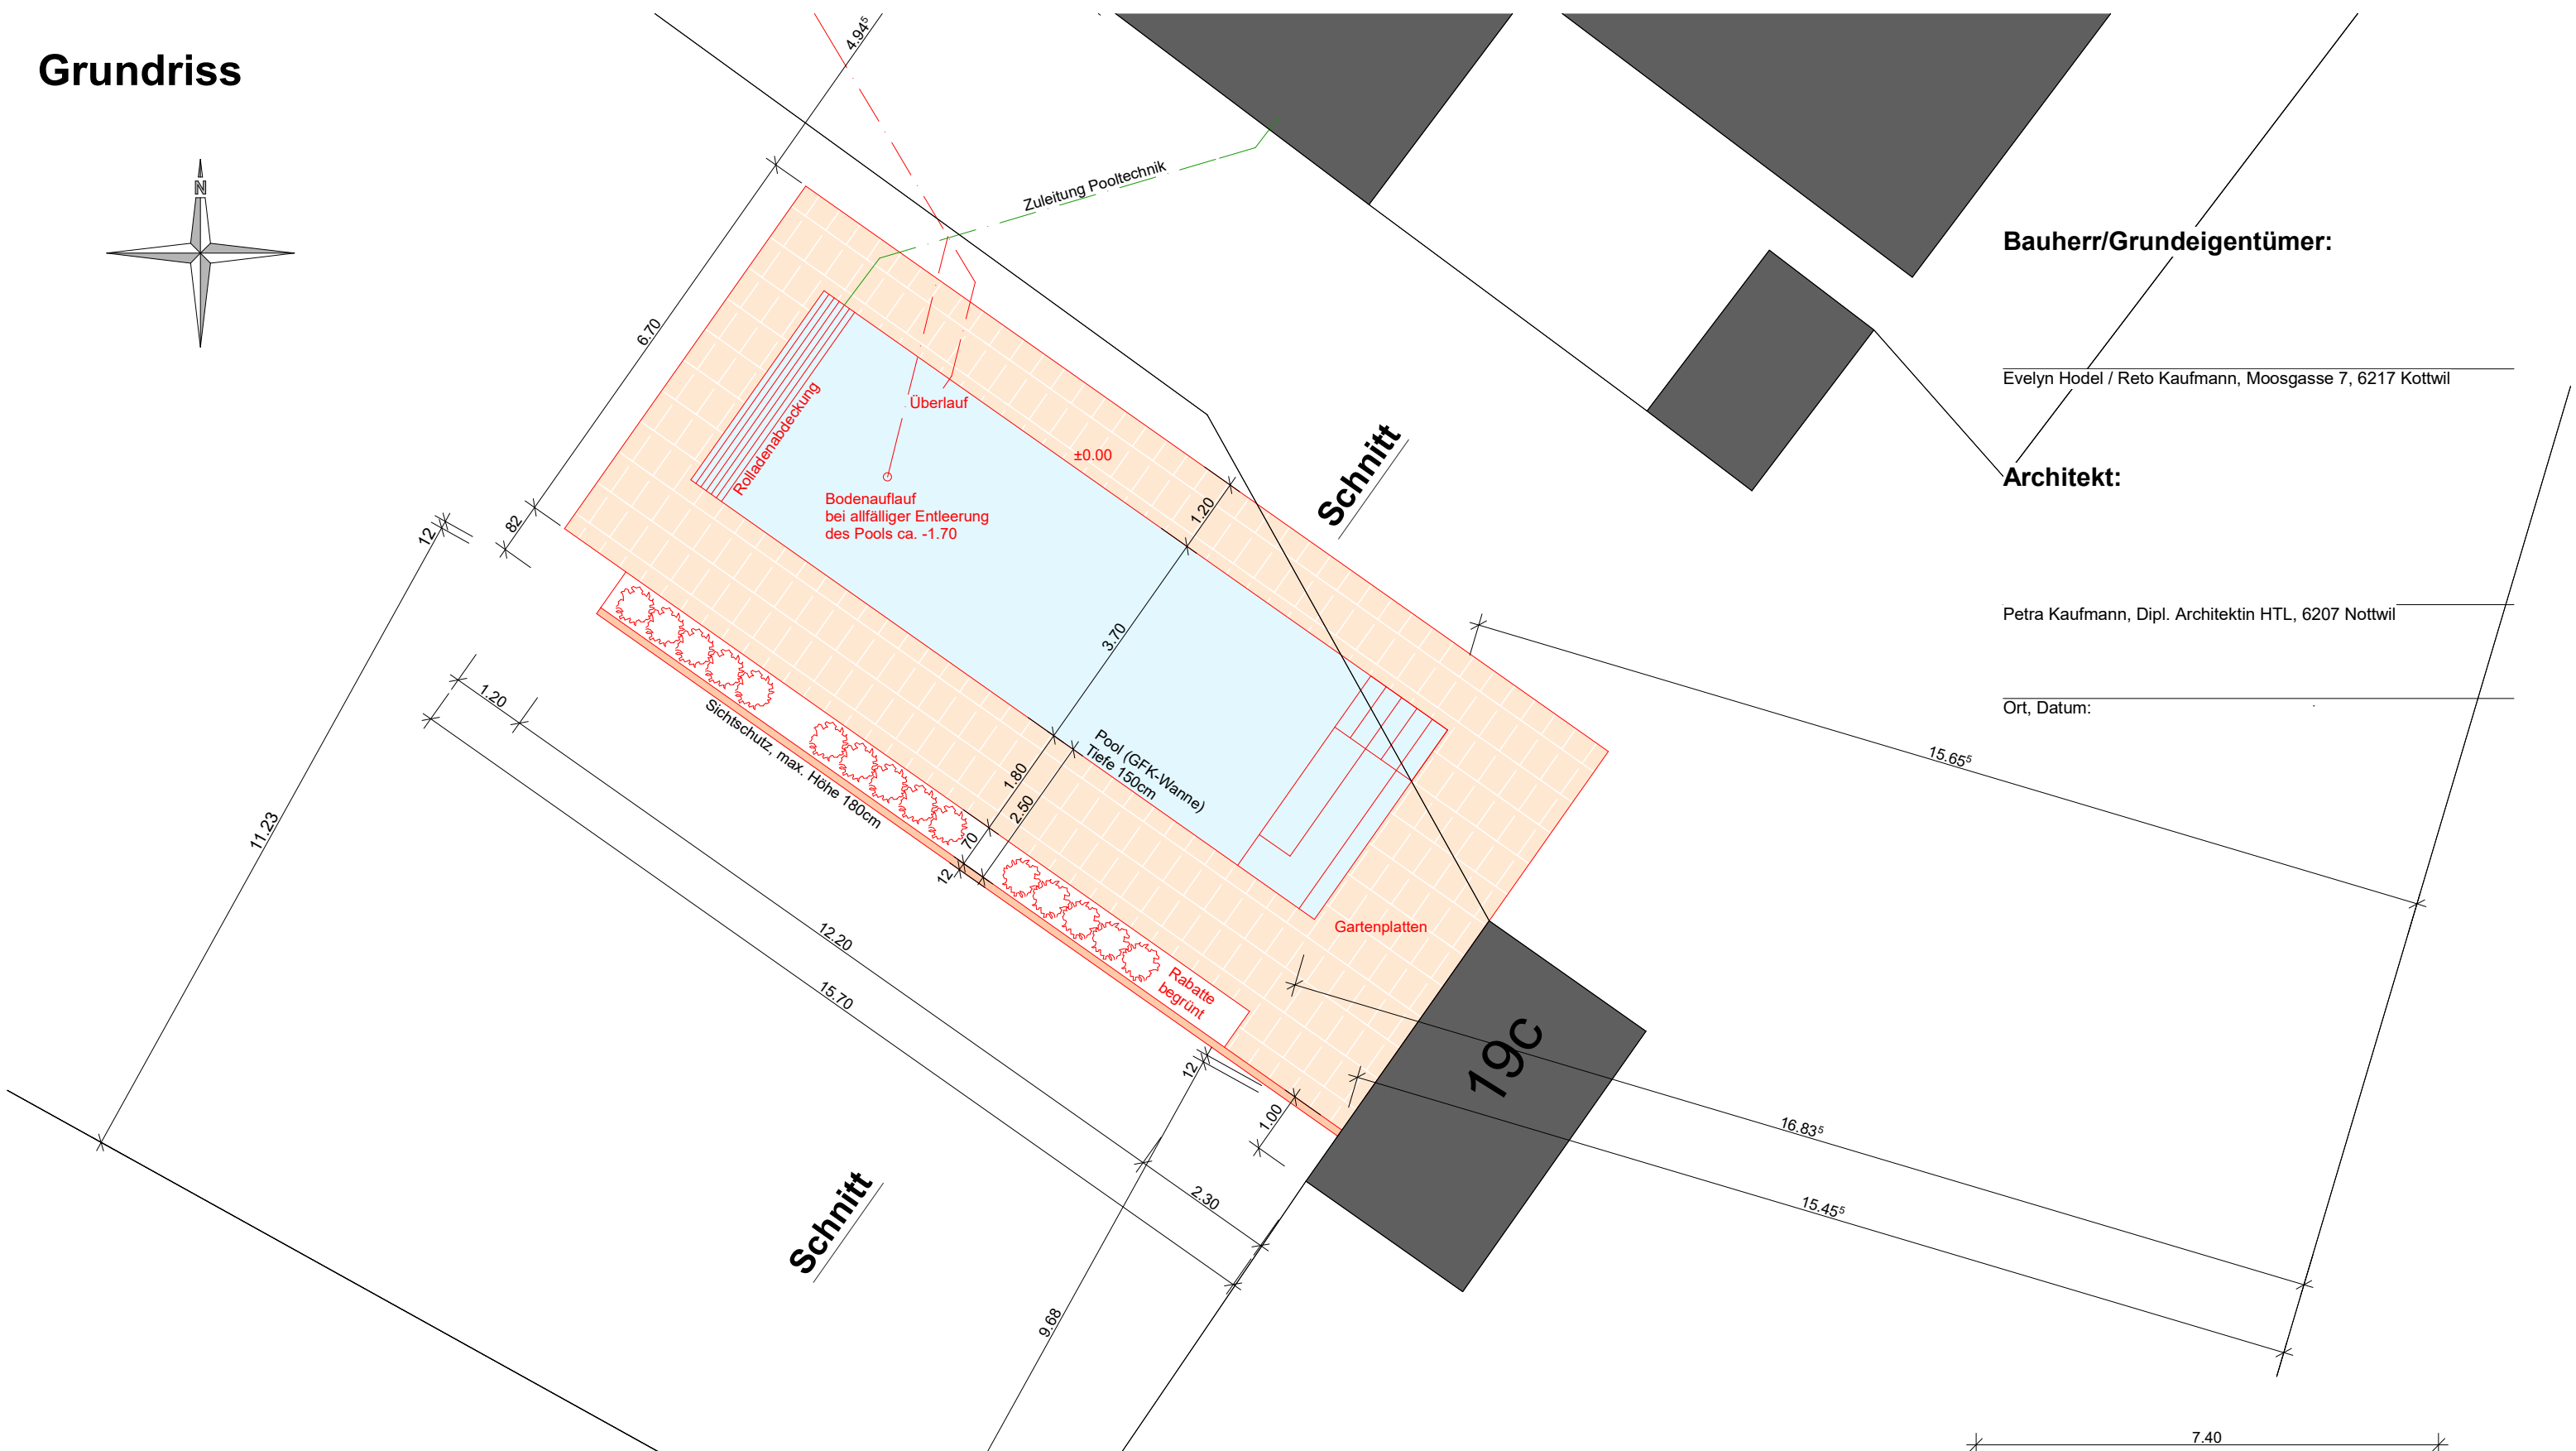 Grundriss
N
4.94⁵
Zuleitung Pooltechnik
6.70
Bauherr/Grundeigentümer:
Evelyn Hodel / Reto Kaufmann, Moosgasse 7, 6217 Kottwil
Architekt:
Petra Kaufmann, Dipl. Architektin HTL, 6207 Nottwil
Ort, Datum:
Rolladenabdeckung
Überlauf
±0.00
Bodenauflauf
bei allfälliger Entleerung
des Pools ca. -1.70
Schnitt
1.20
82
12
3.70
1.20
Sichtschutz, max. Höhe 180cm
Pool (GFK-Wanne)
Tiefe 150cm
1.80
2.50
70
12
15.65⁵
11.23
12.20
15.70
Gartenplatten
Rabatte
begrünt
19c
12
1.00
16.83⁵
15.45⁵
2.30
Schnitt
9.68
7.40